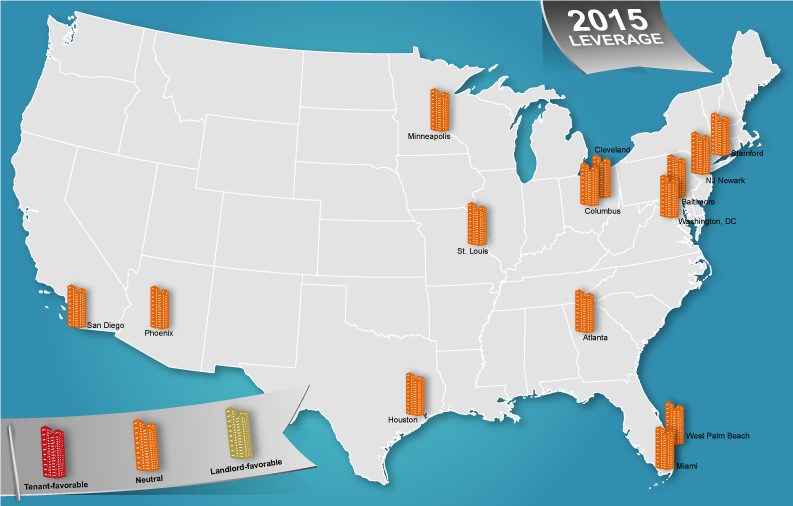 2015
LEVERAGE
Minneapolis
Cleveland
Stamford
NJ Newark
Baltimore
Columbus
Washington, DC
St. Louis
San Diego
Phoenix
Atlanta
Houston
West Palm Beach
Miami
Tenant-favorable
Neutral
Landlord-favorable